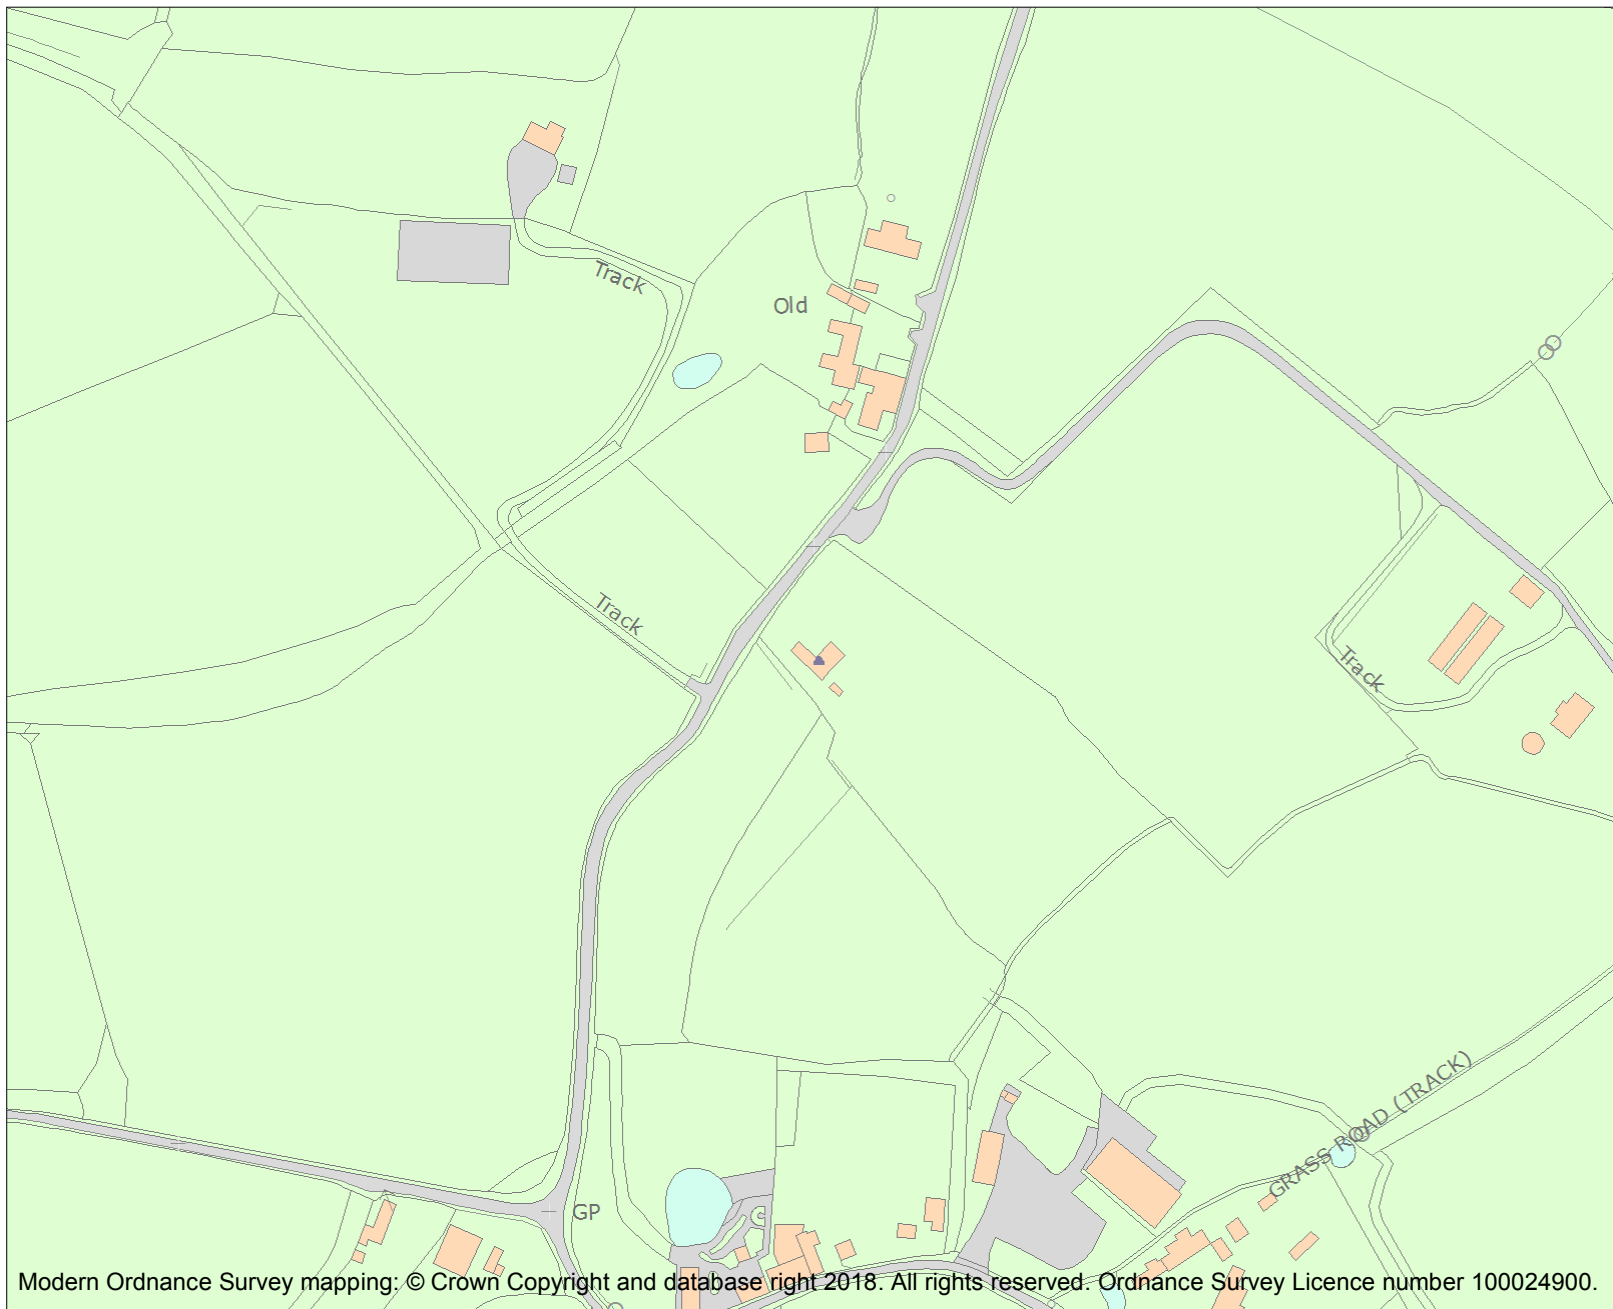 Track
Old
Track
Track
GRASS ROAD (TRACK)
GP
Modern Ordnance Survey mapping: © Crown Copyright and database right 2018. All rights reserved. Ordnance Survey Licence number 100024900.